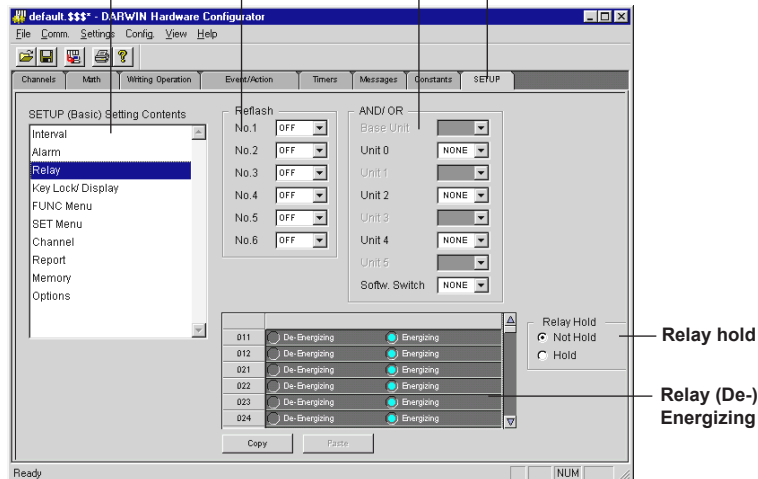 default.$$$* - DARWIN Hardware Configurator
File Comm. Settings Config. View Help
Channels Math Writing Operation Event/Action Timers Messages Constants SETUP
SETUP (Basic) Setting Contents
Interval
Alarm
Relay
Key Lock/ Display
FUNC Menu
SET Menu
Channel
Report
Memory
Options
Reflash
No.1 OFF
No.2 OFF
No.3 OFF
No.4 OFF
No.5 OFF
No.6 OFF
AND/ OR
Base Unit
Unit 0 NONE
Unit 1
Unit 2 NONE
Unit 3
Unit 4 NONE
Unit 5
Softw. Switch NONE
011 De-Energizing Energizing
012 De-Energizing Energizing
021 De-Energizing Energizing
022 De-Energizing Energizing
023 De-Energizing Energizing
024 De-Energizing Energizing
Relay Hold
Not Hold
Hold
Relay hold
Relay (De-)
Energizing
Copy Paste
Ready NUM